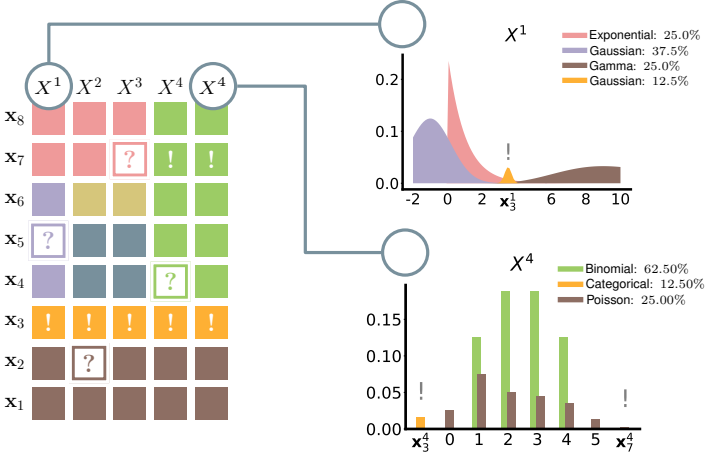 X¹ X² X³ X⁴ X⁴
x₈
x₇ ? ! !
x₆
x₅ ?
x₄ ?
x₃ ! ! ! ! !
x₂ ?
x₁
X¹
Exponential: 25.0%
Gaussian: 37.5%
Gamma: 25.0%
Gaussian: 12.5%
0.2
0.1
0.0
!
-2 0 2 x¹₃ 6 8 10
X⁴
Binomial: 62.50%
Categorical: 12.50%
Poisson: 25.00%
0.15
0.10
0.05
0.00
! !
x⁴₃ 0 1 2 3 4 5 x⁴₇